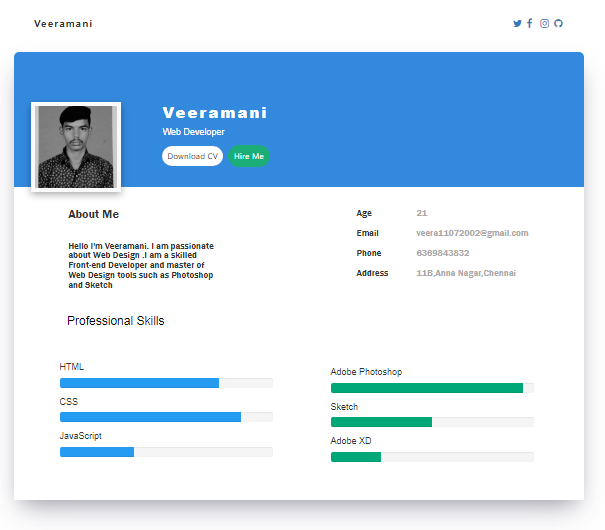 Veeramani
Veeramani
Web Developer
Download CV
Hire Me
About Me
Hello I'm Veeramani. I am passionate
about Web Design .I am a skilled
Front-end Developer and master of
Web Design tools such as Photoshop
and Sketch
Age 21
Email veera11072002@gmail.com
Phone 6369843832
Address 11B,Anna Nagar,Chennai
Professional Skills
HTML
CSS
JavaScript
Adobe Photoshop
Sketch
Adobe XD